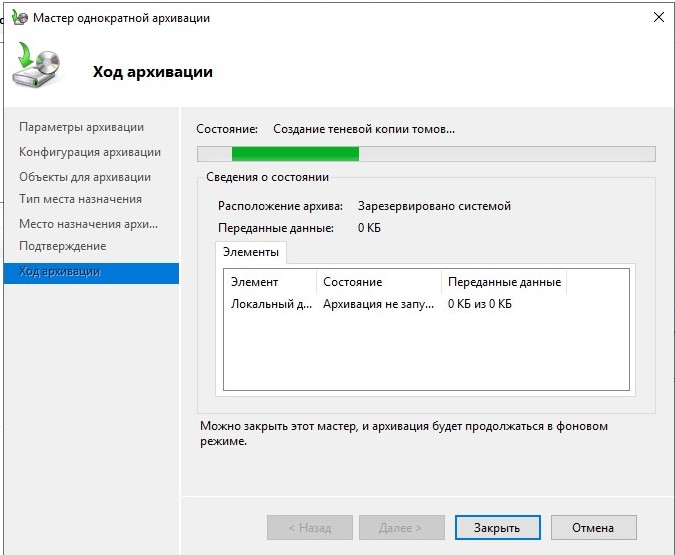 Мастер однократной архивации
Ход архивации
Параметры архивации
Конфигурация архивации
Объекты для архивации
Тип места назначения
Место назначения архи...
Подтверждение
Ход архивации
Состояние: Создание теневой копии томов...
Сведения о состоянии
Расположение архива: Зарезервировано системой
Переданные данные: 0 КБ
Элементы
Элемент Состояние Переданные данные
Локальный д... Архивация не запу... 0 КБ из 0 КБ
Можно закрыть этот мастер, и архивация будет продолжаться в фоновом
режиме.
< Назад Далее > Закрыть Отмена